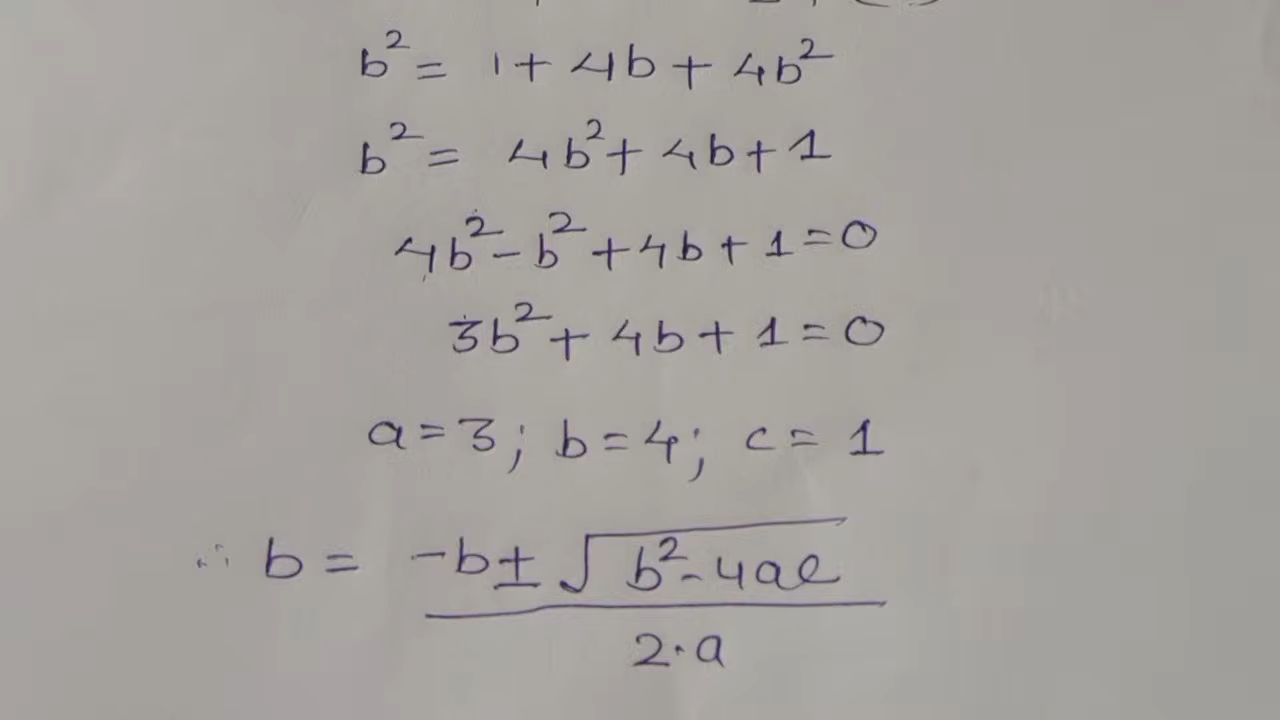 b² = 1 + 4b + 4b²
b² = 4b² + 4b + 1
4b² - b² + 4b + 1 = 0
3b² + 4b + 1 = 0
a = 3 ; b = 4 ; c = 1
∴ b = -b ± √b² - 4ac
2·a